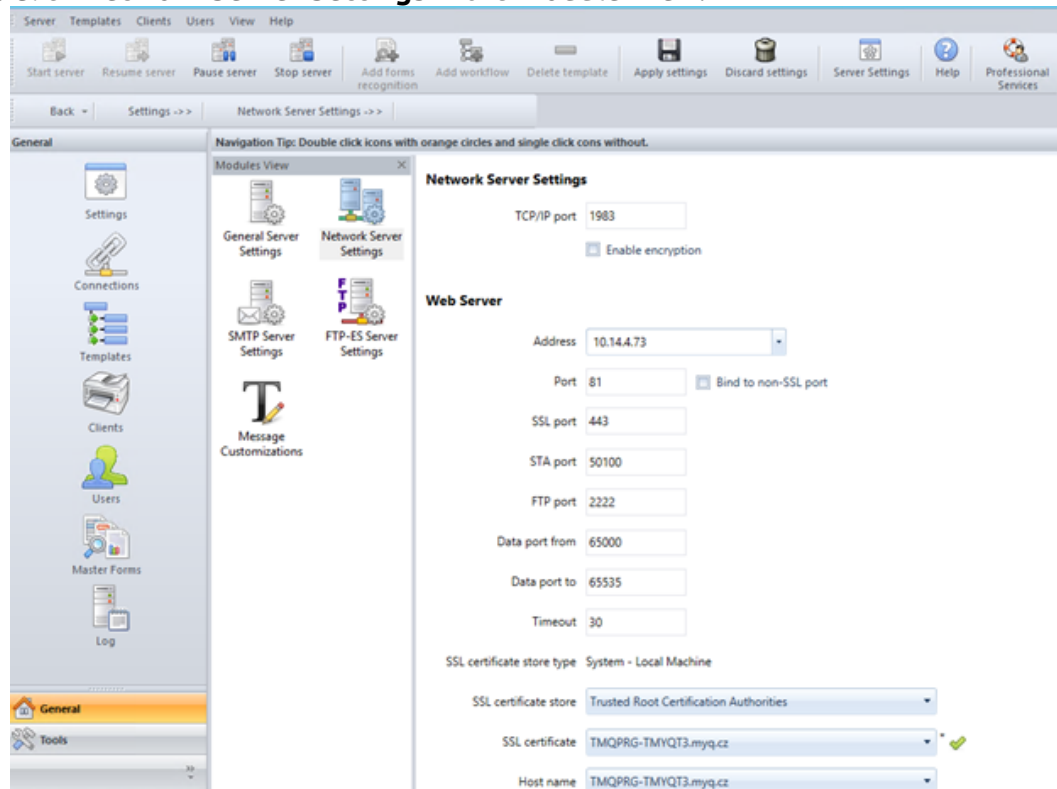 Server Templates Clients Users View Help
Start server Resume server Pause server Stop server Add forms recognition Add workflow Delete template Apply settings Discard settings Server Settings Help Professional Services
Back Settings ->> Network Server Settings ->>
General
Navigation Tip: Double click icons with orange circles and single click cons without.
Settings
Connections
Templates
Clients
Users
Master Forms
Log
General
Tools
Modules View
General Server Settings
Network Server Settings
SMTP Server Settings
FTP
FTP-ES Server Settings
T
Message Customizations
Network Server Settings
TCP/IP port 1983
Enable encryption
Web Server
Address 10.14.4.73
Port 81 Bind to non-SSL port
SSL port 443
STA port 50100
FTP port 2222
Data port from 65000
Data port to 65535
Timeout 30
SSL certificate store type System - Local Machine
SSL certificate store Trusted Root Certification Authorities
SSL certificate TMQPRG-TMYQT3.myq.cz *
Host name TMQPRG-TMYQT3.myq.cz